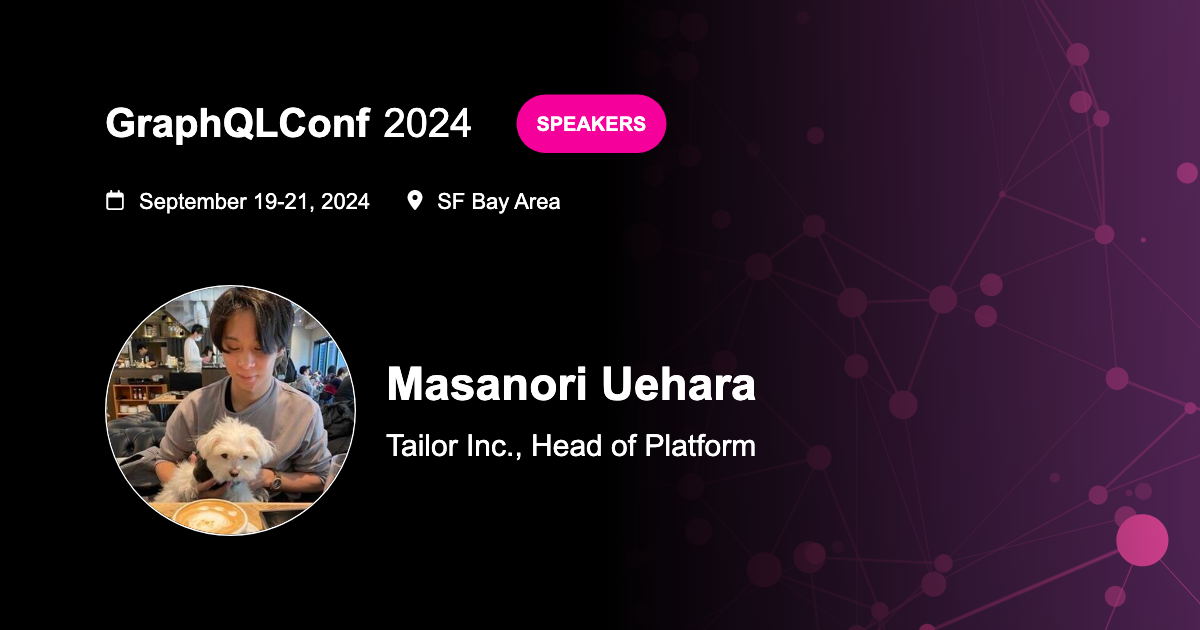 GraphQLConf 2024
SPEAKERS
September 19-21, 2024
SF Bay Area
Masanori Uehara
Tailor Inc., Head of Platform